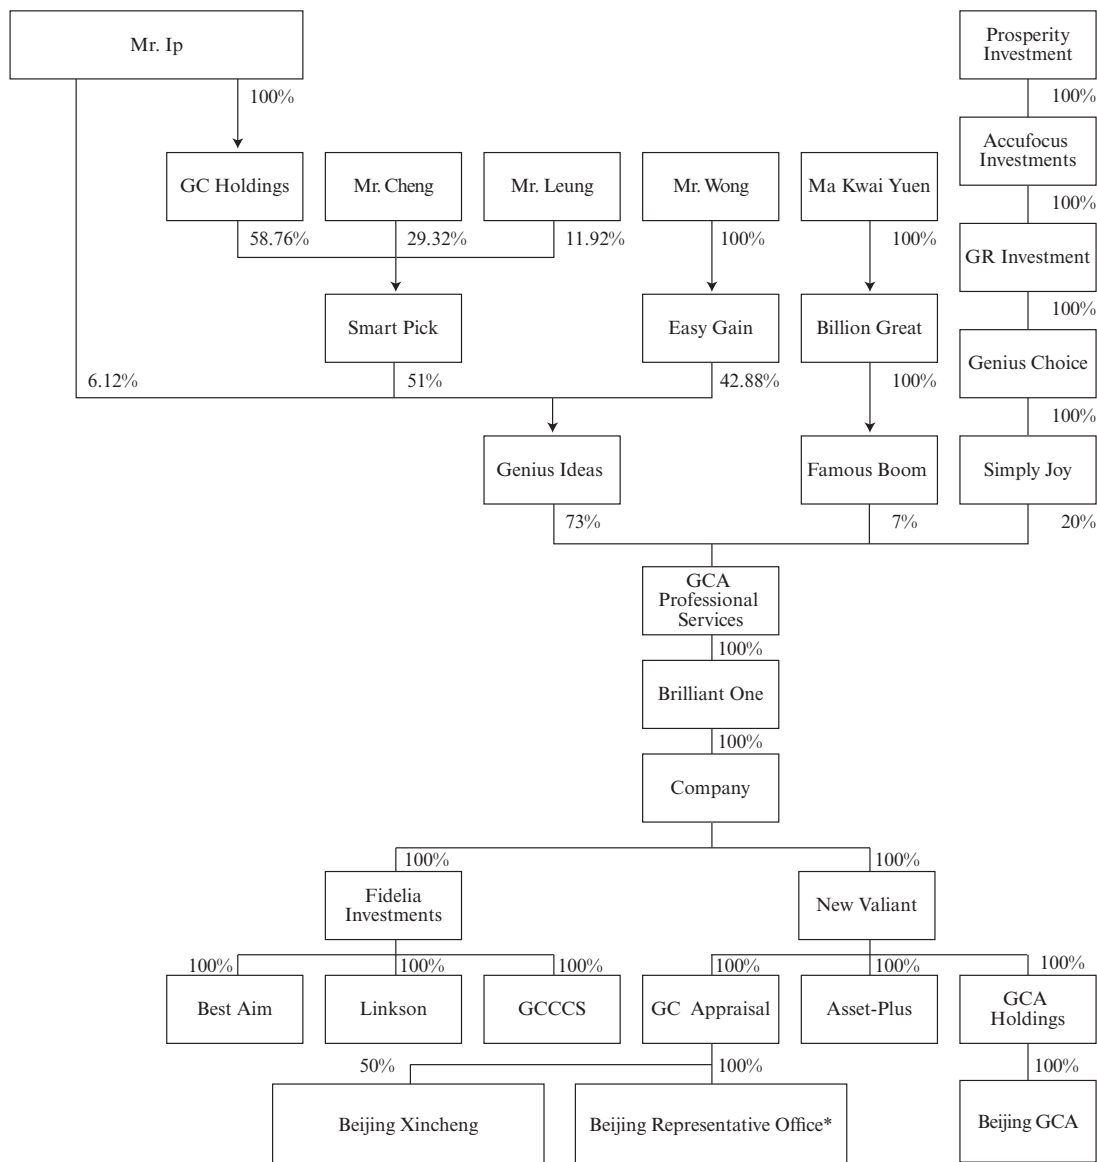 Mr. Ip
Prosperity
Investment
100%
100%
Accufocus
Investments
GC Holdings
Mr. Cheng
Mr. Leung
Mr. Wong
Ma Kwai Yuen
100%
58.76%
29.32%
11.92%
100%
100%
GR Investment
100%
Smart Pick
Easy Gain
Billion Great
Genius Choice
6.12%
51%
42.88%
100%
100%
Genius Ideas
Famous Boom
Simply Joy
73%
7%
20%
GCA
Professional
Services
100%
Brilliant One
100%
Company
100%
100%
Fidelia
Investments
New Valiant
100%
100%
100%
100%
100%
100%
Best Aim
Linkson
GCCCS
GC Appraisal
Asset-Plus
GCA
Holdings
50%
100%
100%
Beijing Xincheng
Beijing Representative Office*
Beijing GCA